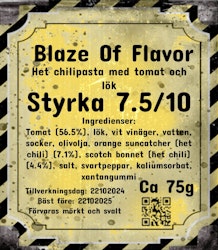 Blaze Of Flavor
Het chilipasta med tomat och
lök
Styrka 7.5/10
Ingredienser:
Tomat (56.5%), lök, vit vinäger, vatten,
socker, olivolja, orange suncatcher (het
chili) (7.1%), scotch bonnet (het chili)
(4.4%), salt, svartpeppar, kaliumsorbat,
xantangummi
Tillverkningsdag: 22102024
Bäst före: 22102025
Förvaras mörkt och svalt
Ca 75g